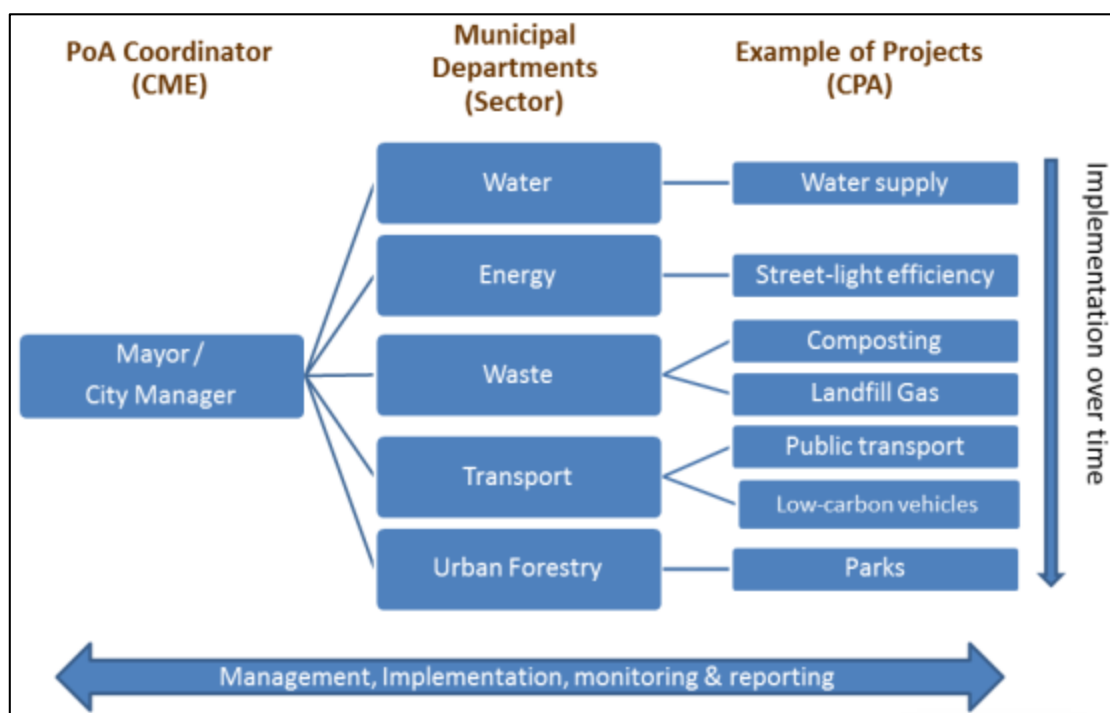 PoA Coordinator
(CME)
Municipal
Departments
(Sector)
Example of Projects
(CPA)
Mayor /
City Manager
Water
Energy
Waste
Transport
Urban Forestry
Water supply
Street-light efficiency
Composting
Landfill Gas
Public transport
Low-carbon vehicles
Parks
Implementation over time
Management, Implementation, monitoring & reporting